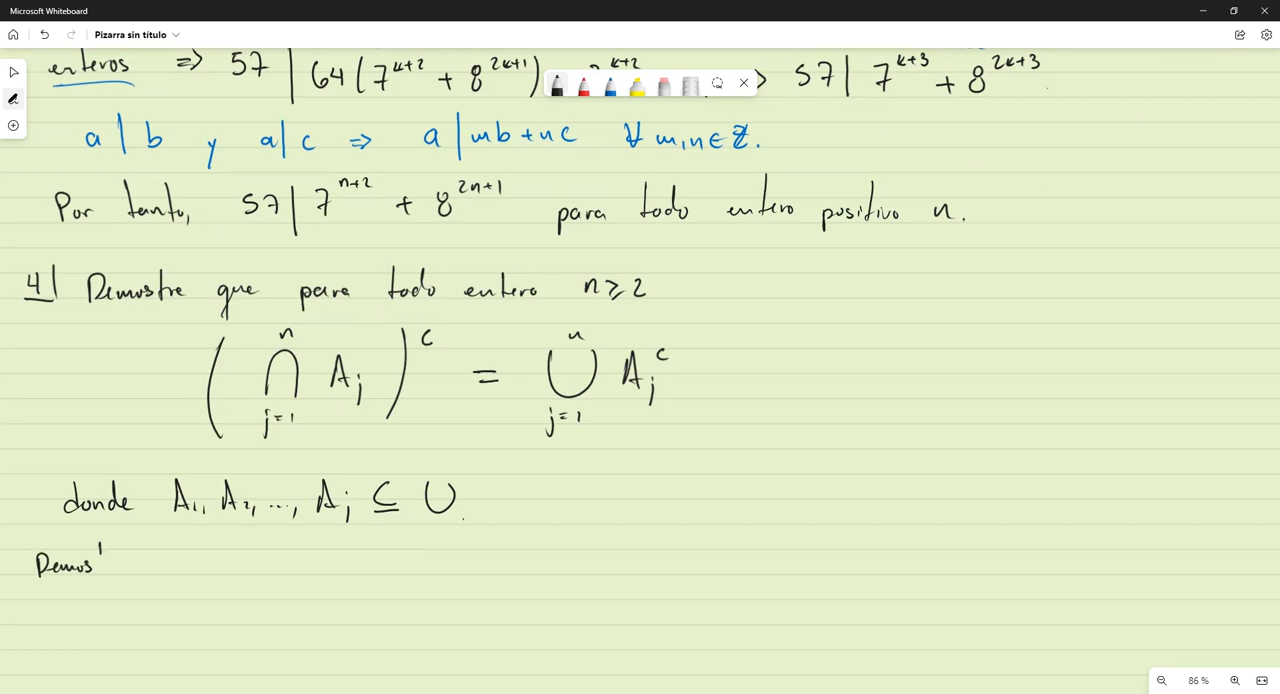 Microsoft Whiteboard
Pizarra sin título
enteros => 57 | 64(7^{k+2} + 8^{2k+1}) k+2 > 57 | 7^{k+3} + 8^{2k+3}
a | b y a | c => a | mb + nc ∀ m, n ∈ Z.
Por tanto, 57 | 7^{n+2} + 8^{2n+1} para todo entero positivo n.
4| Demostre que para todo entero n ≥ 2
( ⋂_{j=1}^{n} A_j )^c = ⋃_{j=1}^{n} A_j^c
donde A_1, A_2, ..., A_j ⊆ U.
Demos
86 %